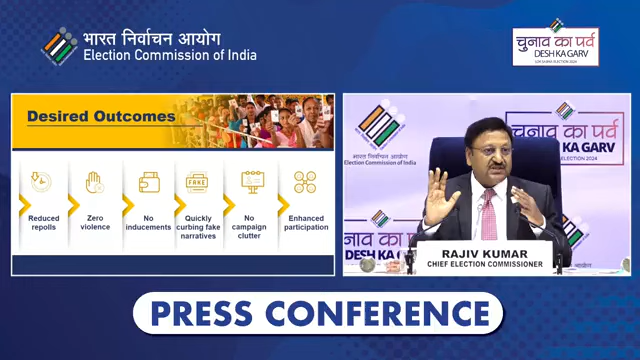 भारत निर्वाचन आयोग
Election Commission of India
चुनाव का पर्व
DESH KA GARV
Desired Outcomes
Reduced
repolls
Zero
violence
No
inducements
FAKE
Quickly
curbing fake
narratives
No
campaign
clutter
Enhanced
participation
भारत निर्वाचन आयोग
Election Commission of India
चुनाव का पर्व
KA GARV
ELECTION 2024
चुनाव का पर्व
RAJIV KUMAR
CHIEF ELECTION COMMISSIONER
PRESS CONFERENCE